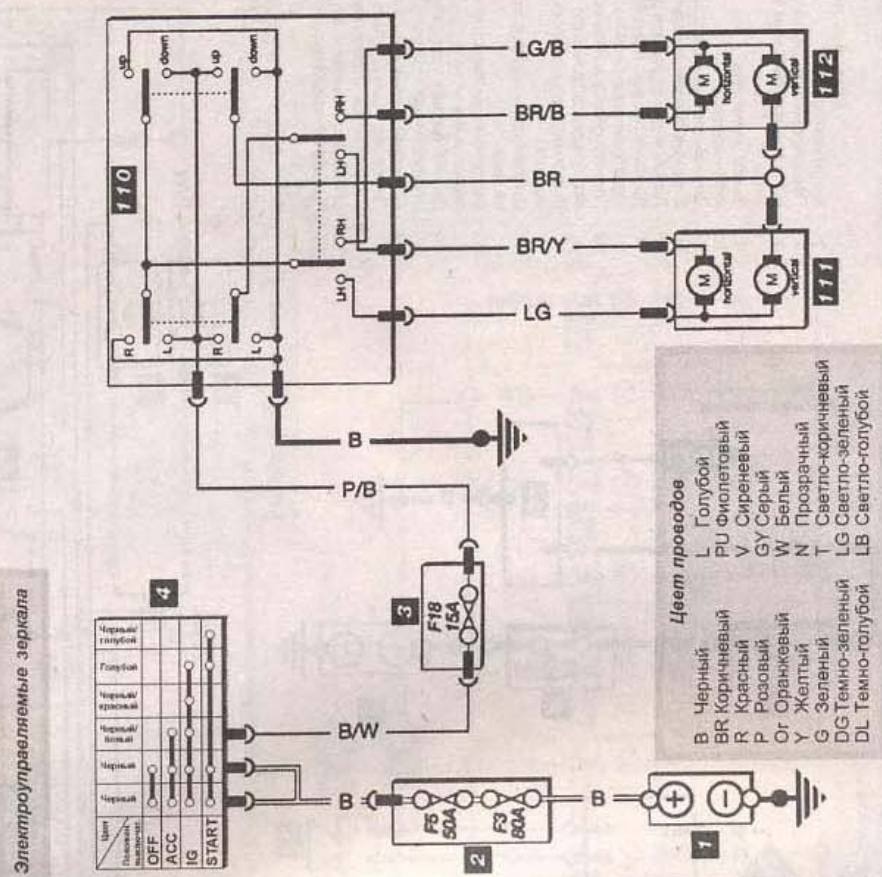 Электроуправляемые зеркала
4
Цвет
OFF
ACC
IG
START
Черный
Черный
Черный/белый
Черный/красный
Голубой
Черный/голубой
110
up
down
up
down
R
L
R
L
LH
RH
LH
RH
LG/B
BR/B
BR
BR/Y
LG
M
horizontal
M
vertical
112
M
horizontal
M
vertical
111
B
P/B
3
F18
15A
B/W
B
2
F5
50A
F3
80A
B
1
+
−
Цвет проводов
B Черный
BR Коричневый
R Красный
P Розовый
Or Оранжевый
Y Желтый
G Зеленый
DG Темно-зеленый
DL Темно-голубой
L Голубой
PU Фиолетовый
V Сиреневый
GY Серый
W Белый
N Прозрачный
T Светло-коричневый
LG Светло-зеленый
LB Светло-голубой